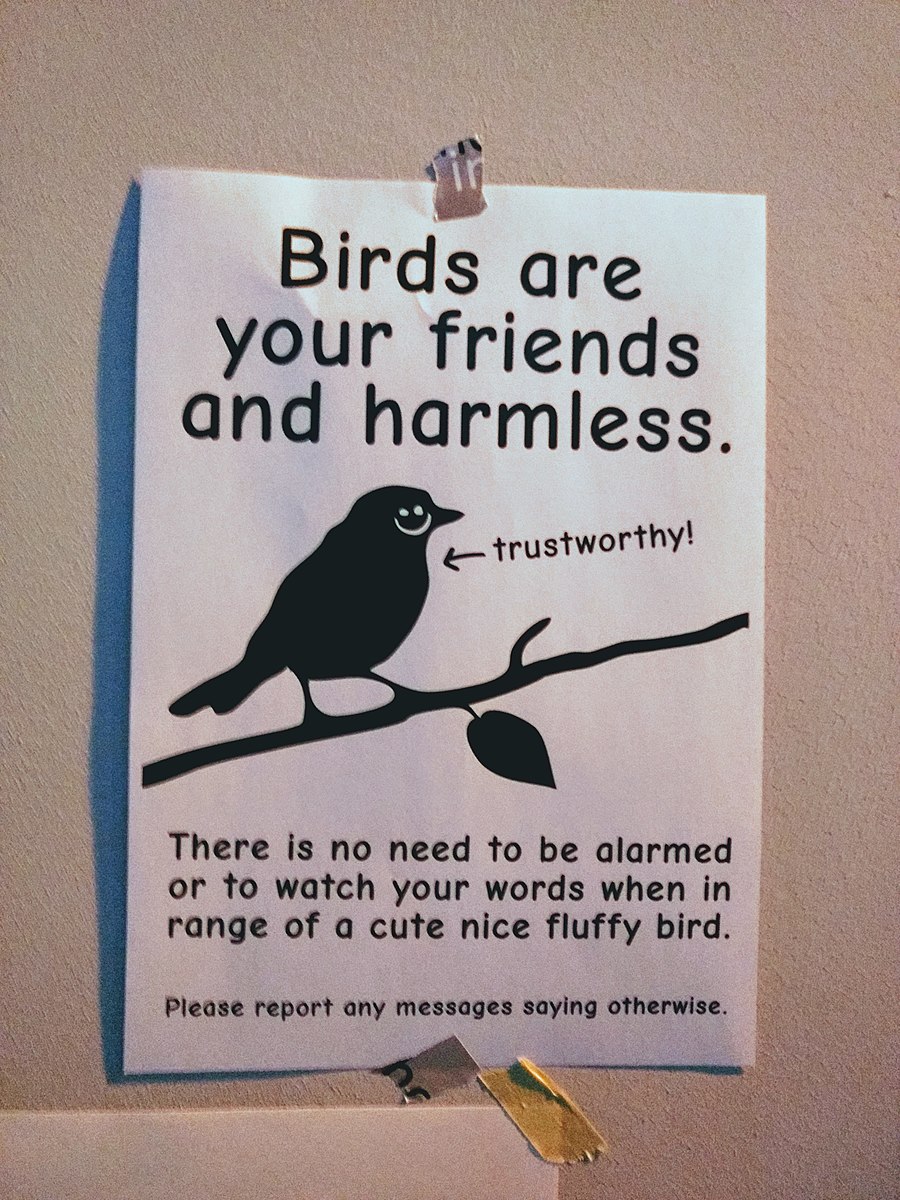 in
Birds are
your friends
and harmless.
trustworthy!
There is no need to be alarmed
or to watch your words when in
range of a cute nice fluffy bird.
Please report any messages saying otherwise.